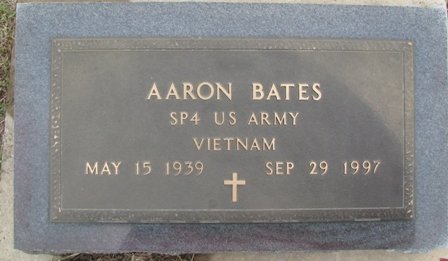 AARON BATES
SP4 US ARMY
VIETNAM
MAY 15 1939 SEP 29 1997